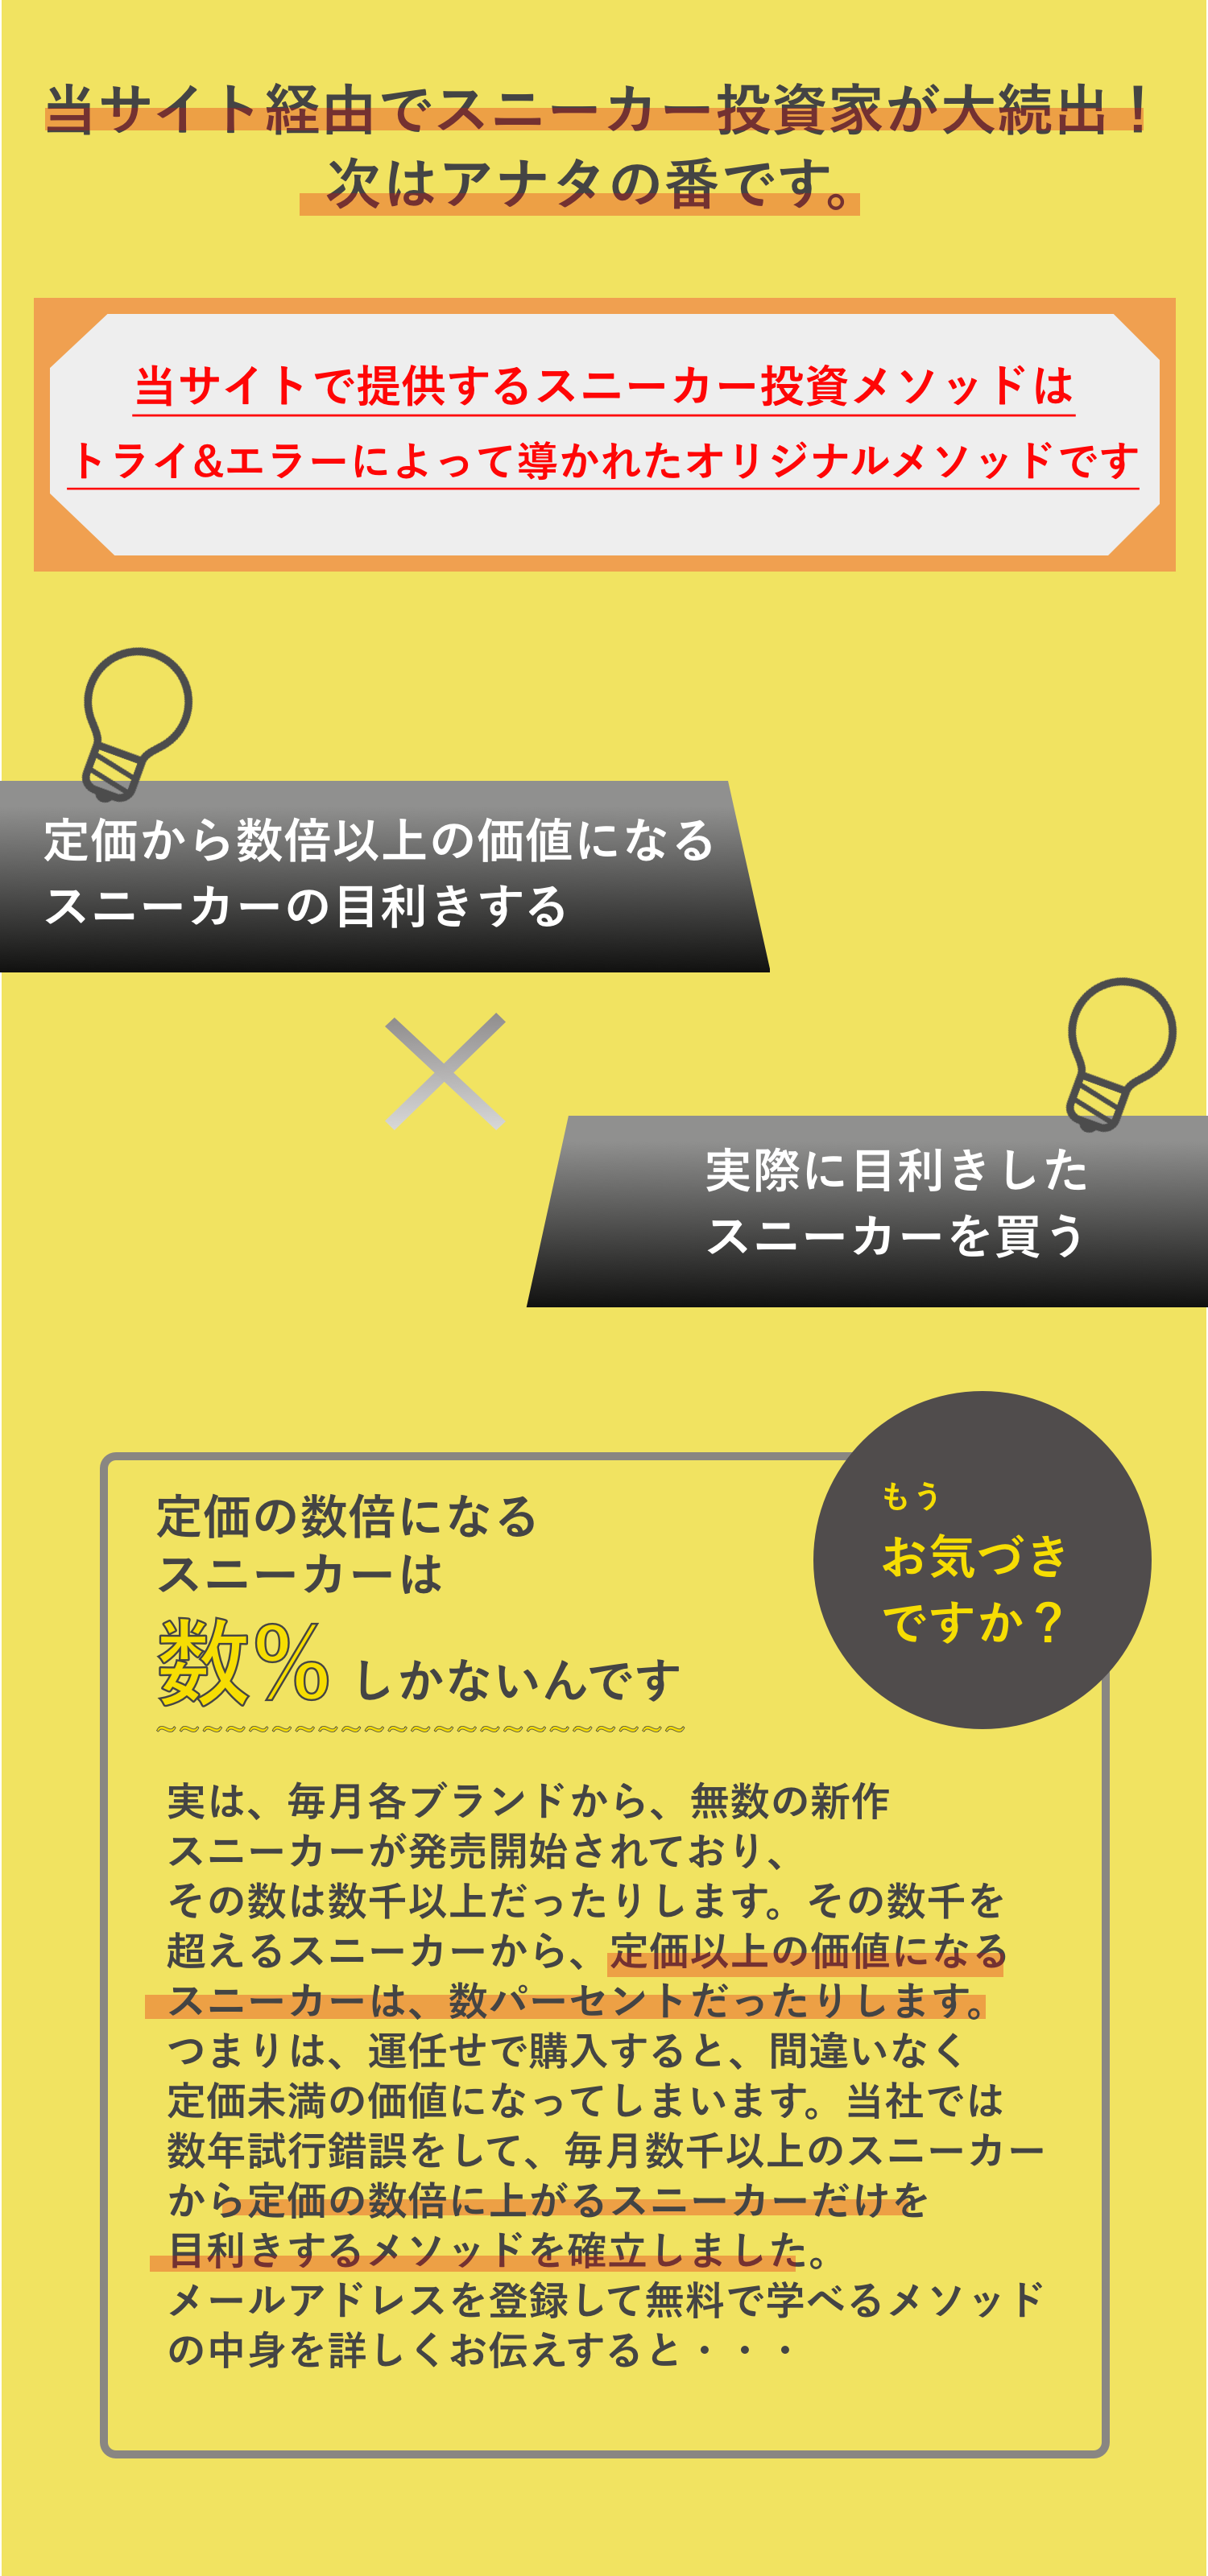 当サイト経由でスニーカー投資家が大続出！
次はアナタの番です。
当サイトで提供するスニーカー投資メソッドは
トライ&エラーによって導かれたオリジナルメソッドです
定価から数倍以上の価値になる
スニーカーの目利きする
実際に目利きした
スニーカーを買う
もう
お気づき
ですか？
定価の数倍になる
スニーカーは
数% しかないんです
~~~~~~~~~~~~~~~~~~~~~~~
実は、毎月各ブランドから、無数の新作
スニーカーが発売開始されており、
その数は数千以上だったりします。その数千を
超えるスニーカーから、定価以上の価値になる
スニーカーは、数パーセントだったりします。
つまりは、運任せで購入すると、間違いなく
定価未満の価値になってしまいます。当社では
数年試行錯誤をして、毎月数千以上のスニーカー
から定価の数倍に上がるスニーカーだけを
目利きするメソッドを確立しました。
メールアドレスを登録して無料で学べるメソッド
の中身を詳しくお伝えすると・・・